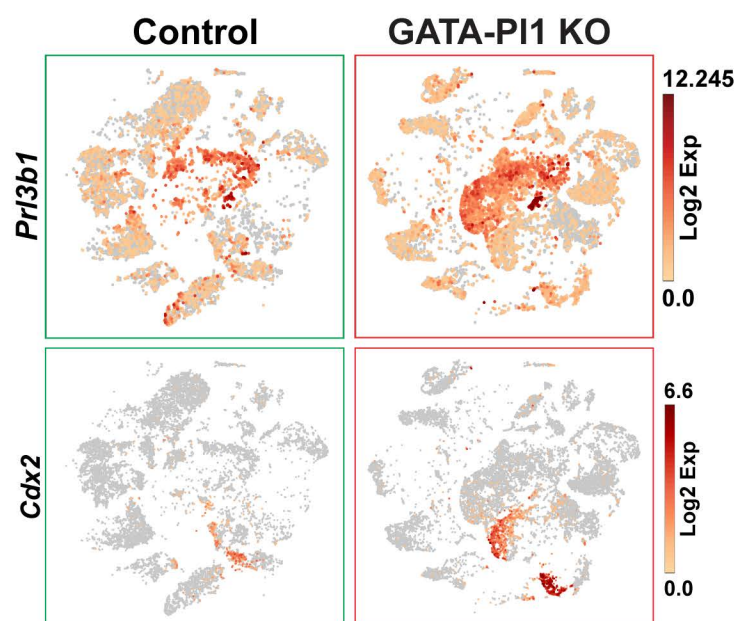 Control
GATA-PI1 KO
Prl3b1
12.245
Log2 Exp
0.0
Cdx2
6.6
Log2 Exp
0.0